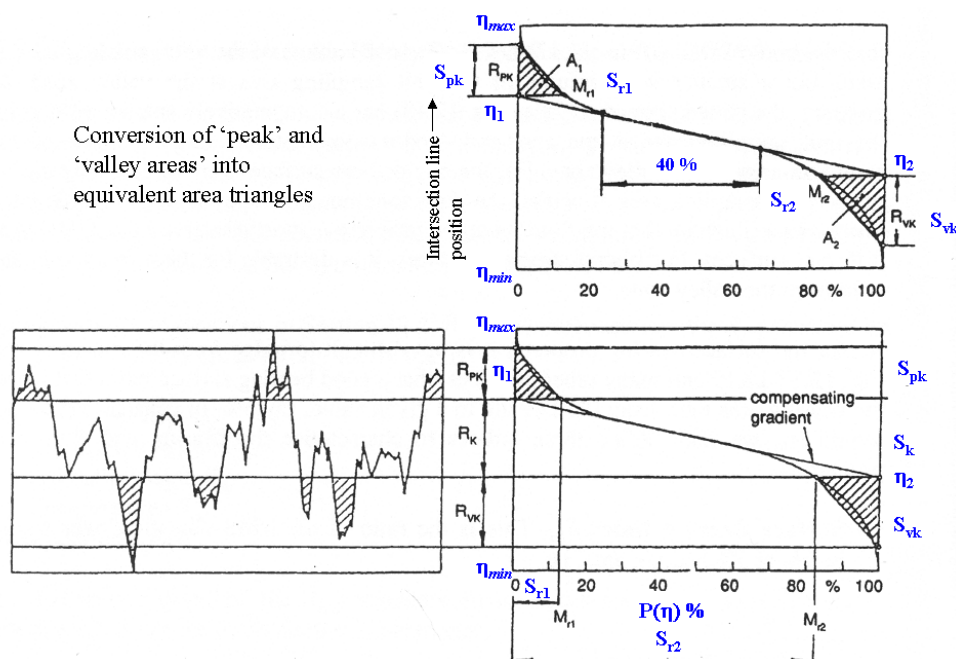 ηmax
Spk
RPK
A1
Mr1
Sr1
η1
Conversion of ‘peak’ and
‘valley areas’ into
equivalent area triangles
Intersection line
position
40 %
η2
Sr2
Mr2
RVK
Svk
A2
ηmin
0 20 40 60 80 % 100
ηmax
RPK
η1
Spk
compensating
gradient
RK
Sk
η2
RVK
Svk
ηmin
0 20 40 60 80 % 100
Sr1
Mr1
P(η) %
Mr2
Sr2